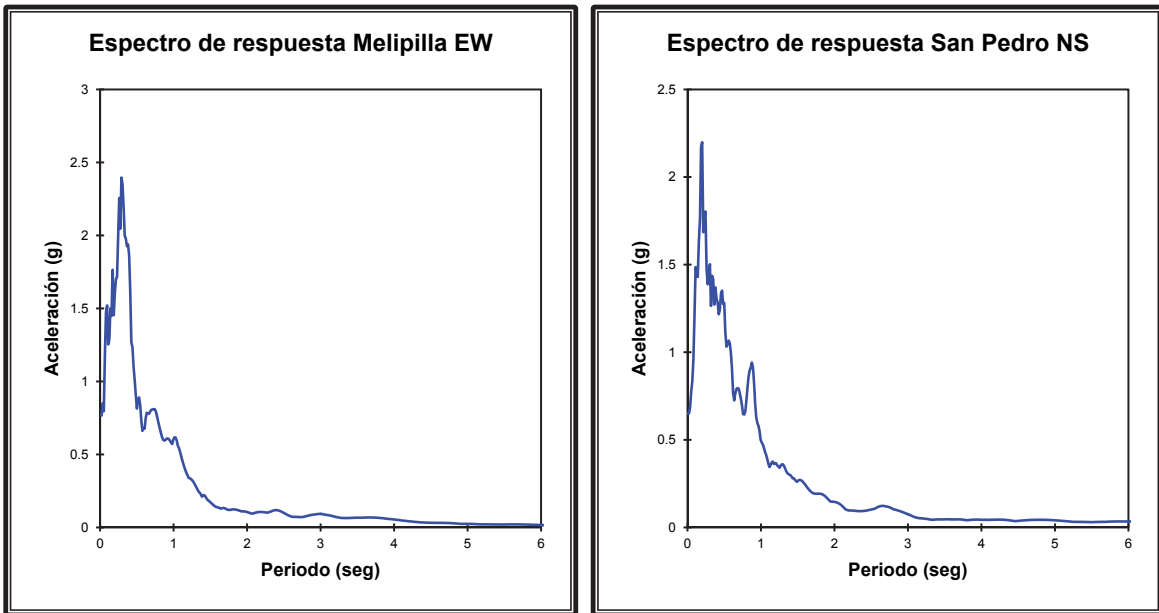 Espectro de respuesta Melipilla EW
3
2.5
2
1.5
1
0.5
0
0 1 2 3 4 5 6
Aceleración (g)
Periodo (seg)
Espectro de respuesta San Pedro NS
2.5
2
1.5
1
0.5
0
0 1 2 3 4 5 6
Aceleración (g)
Periodo (seg)